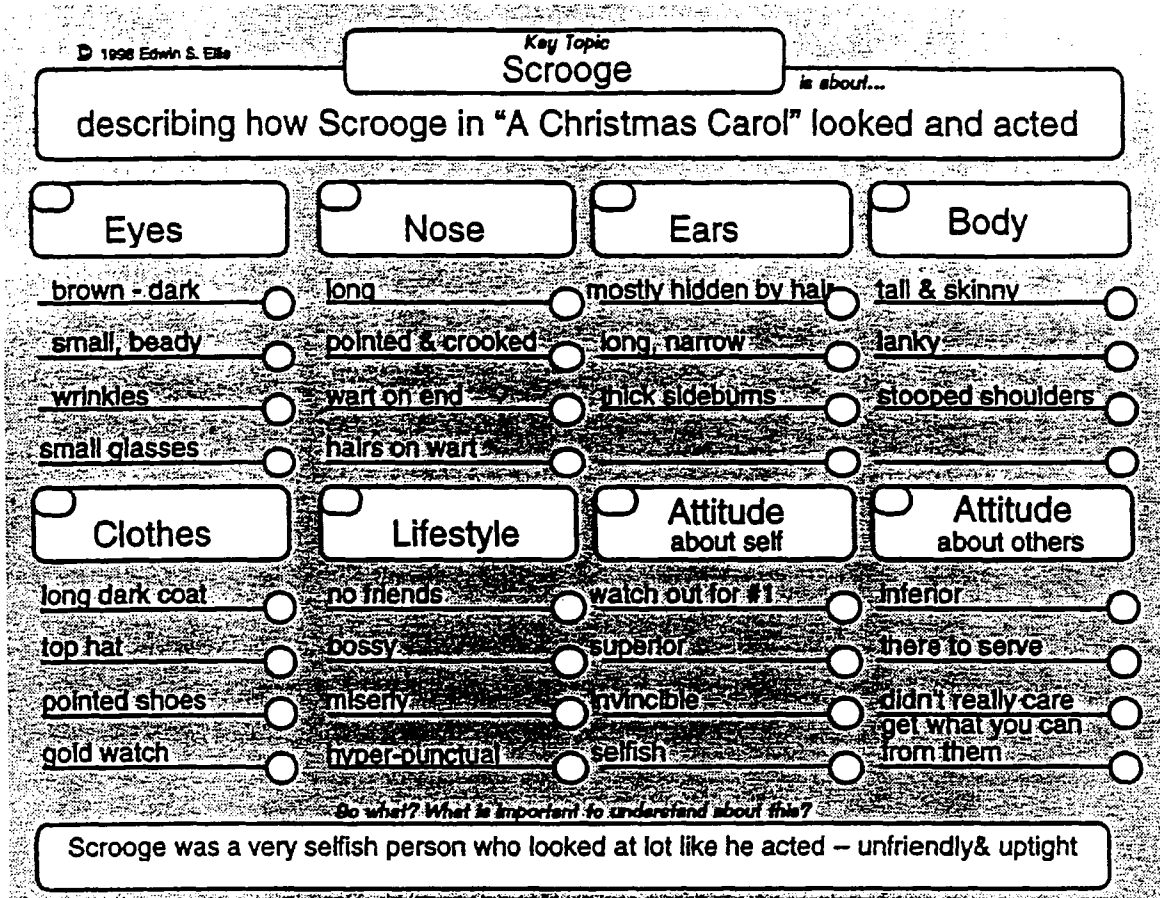 © 1998 Edwin S. Ellis
Key Topic
Scrooge
is about...
describing how Scrooge in “A Christmas Carol” looked and acted
Eyes
brown - dark
small, beady
wrinkles
small glasses
Nose
long
pointed & crooked
wart on end
hairs on wart
Ears
mostly hidden by hair
long, narrow
thick sideburns
Body
tall & skinny
lanky
stooped shoulders
Clothes
long dark coat
top hat
pointed shoes
gold watch
Lifestyle
no friends
bossy
miserly
hyper-punctual
Attitude
about self
watch out for #1
superior
invincible
selfish
Attitude
about others
inferior
there to serve
didn't really care
get what you can
from them
So what? What is important to understand about this?
Scrooge was a very selfish person who looked at lot like he acted – unfriendly& uptight